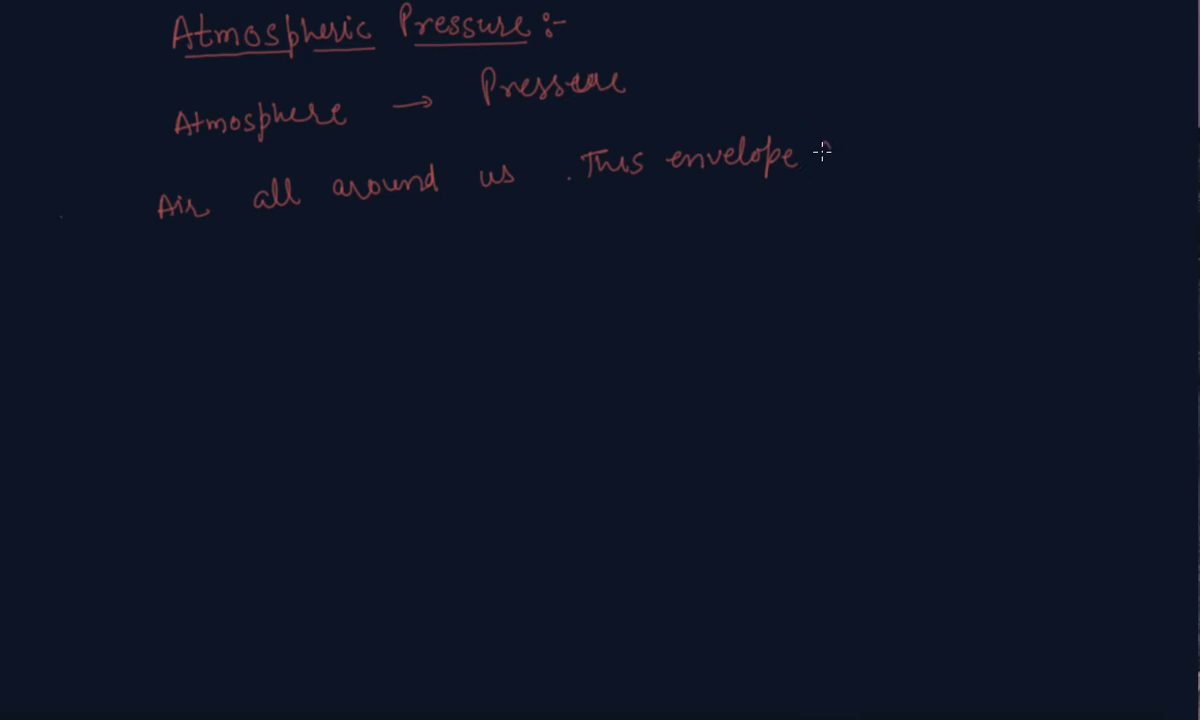 Atmospheric Pressure :-
Atmosphere → Pressure
Air all around us . This envelope